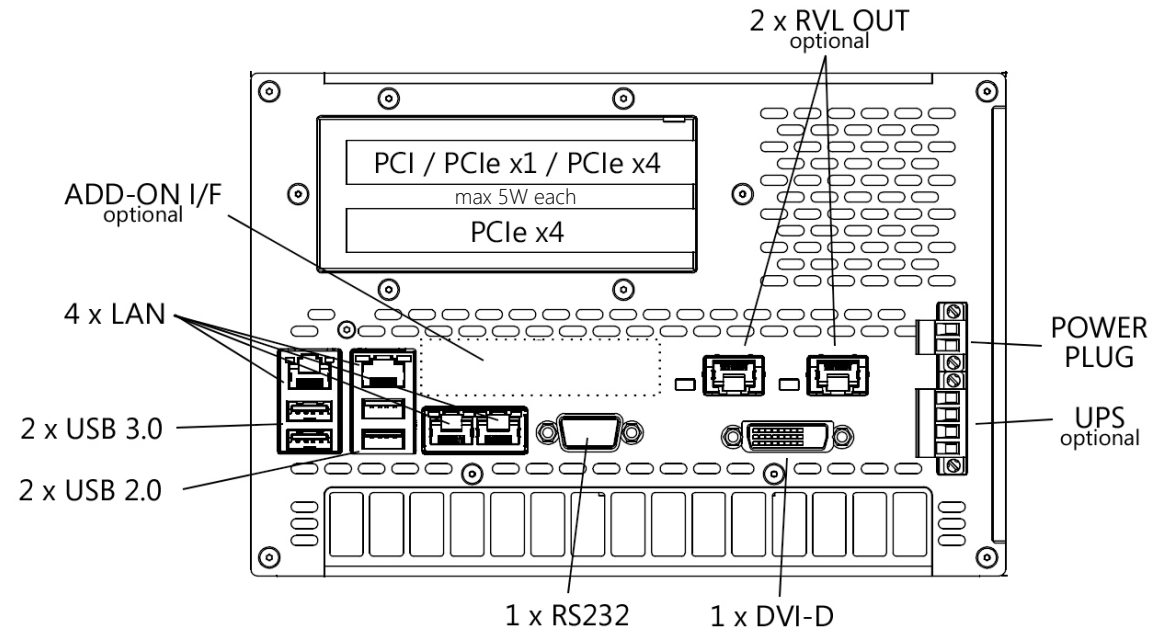 2 x RVL OUT
optional
PCI / PCIe x1 / PCIe x4
max 5W each
PCIe x4
ADD-ON I/F
optional
4 x LAN
POWER
PLUG
2 x USB 3.0
UPS
optional
2 x USB 2.0
1 x RS232
1 x DVI-D